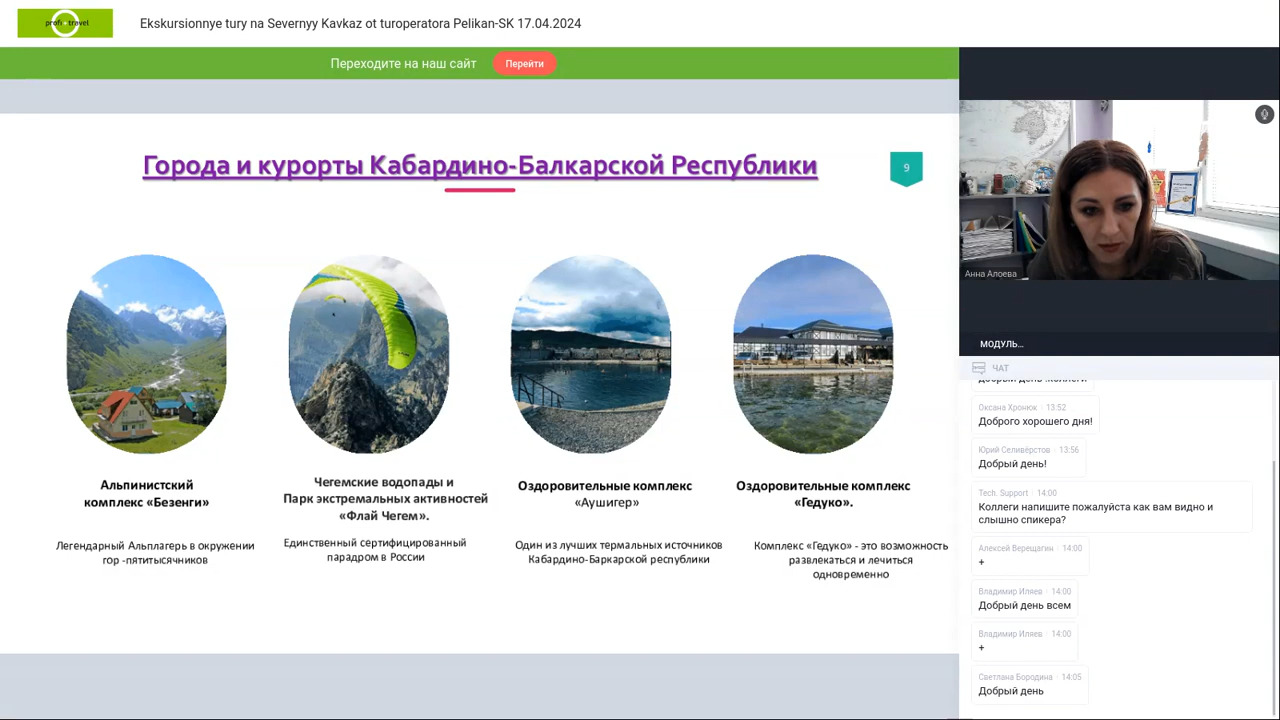 profi travel
Ekskursionnye tury na Severnyy Kavkaz ot turoperatora Pelikan-SK 17.04.2024
Переходите на наш сайт
Перейти
Города и курорты Кабардино-Балкарской Республики
9
Альпинистский
комплекс «Безенги»
Легендарный Альплагерь в окружении
гор -пятитысячников
Чегемские водопады и
Парк экстремальных активностей
«Флай Чегем».
Единственный сертифицированный
парадром в России
Оздоровительные комплекс
«Аушигер»
Один из лучших термальных источников
Кабардино-Баркарской республики
Оздоровительные комплекс
«Гедуко».
Комплекс «Гедуко» - это возможность
развлекаться и лечиться
одновременно
Анна Алоева
МОДУЛЬ...
ЧАТ
Оксана Хронюк 13:52
Доброго хорошего дня!
Юрий Селивёрстов 13:56
Добрый день!
Tech. Support 14:00
Коллеги напишите пожалуйста как вам видно и
слышно спикера?
Алексей Верещагин 14:00
+
Владимир Иляев 14:00
Добрый день всем
Владимир Иляев 14:00
+
Светлана Бородина 14:05
Добрый день